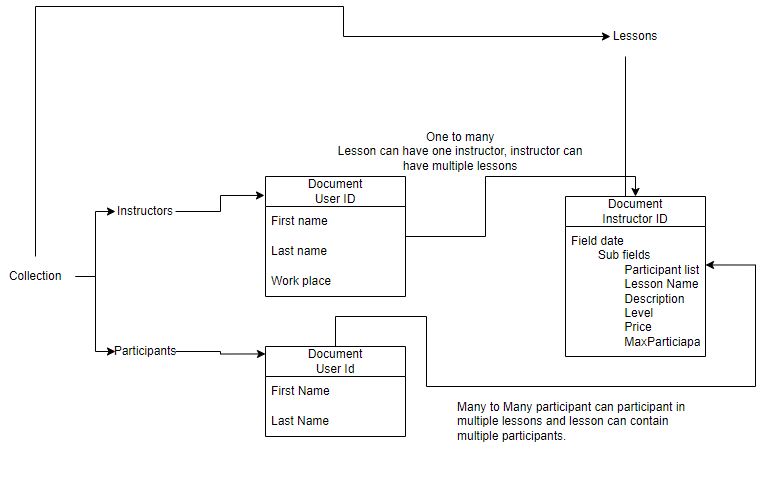 Lessons
One to many
Lesson can have one instructor, instructor can
have multiple lessons
Document
User ID
First name
Last name
Work place
Instructors
Collection
Participants
Document
Instructor ID
Field date
Sub fields
Participant list
Lesson Name
Description
Level
Price
MaxParticiapa
Document
User Id
First Name
Last Name
Many to Many participant can participant in
multiple lessons and lesson can contain
multiple participants.